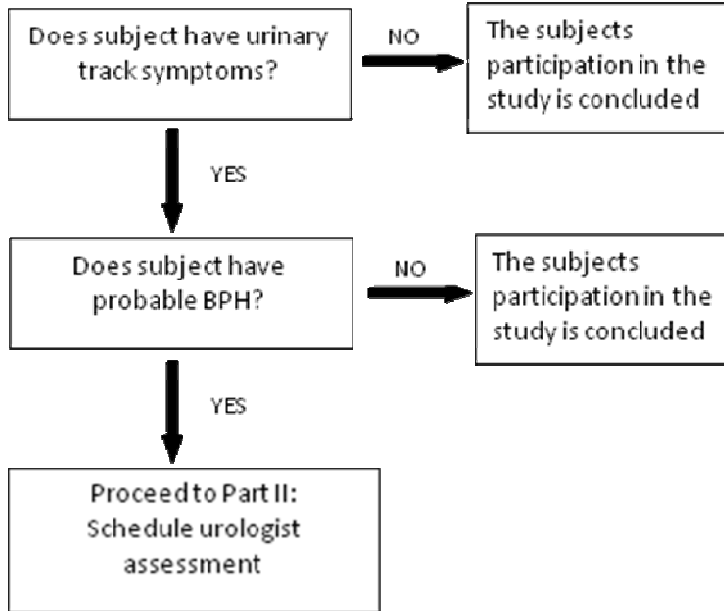 Does subject have urinary
track symptoms?
NO
The subjects
participation in the
study is concluded
YES
Does subject have
probable BPH?
NO
The subjects
participation in the
study is concluded
YES
Proceed to Part II:
Schedule urologist
assessment